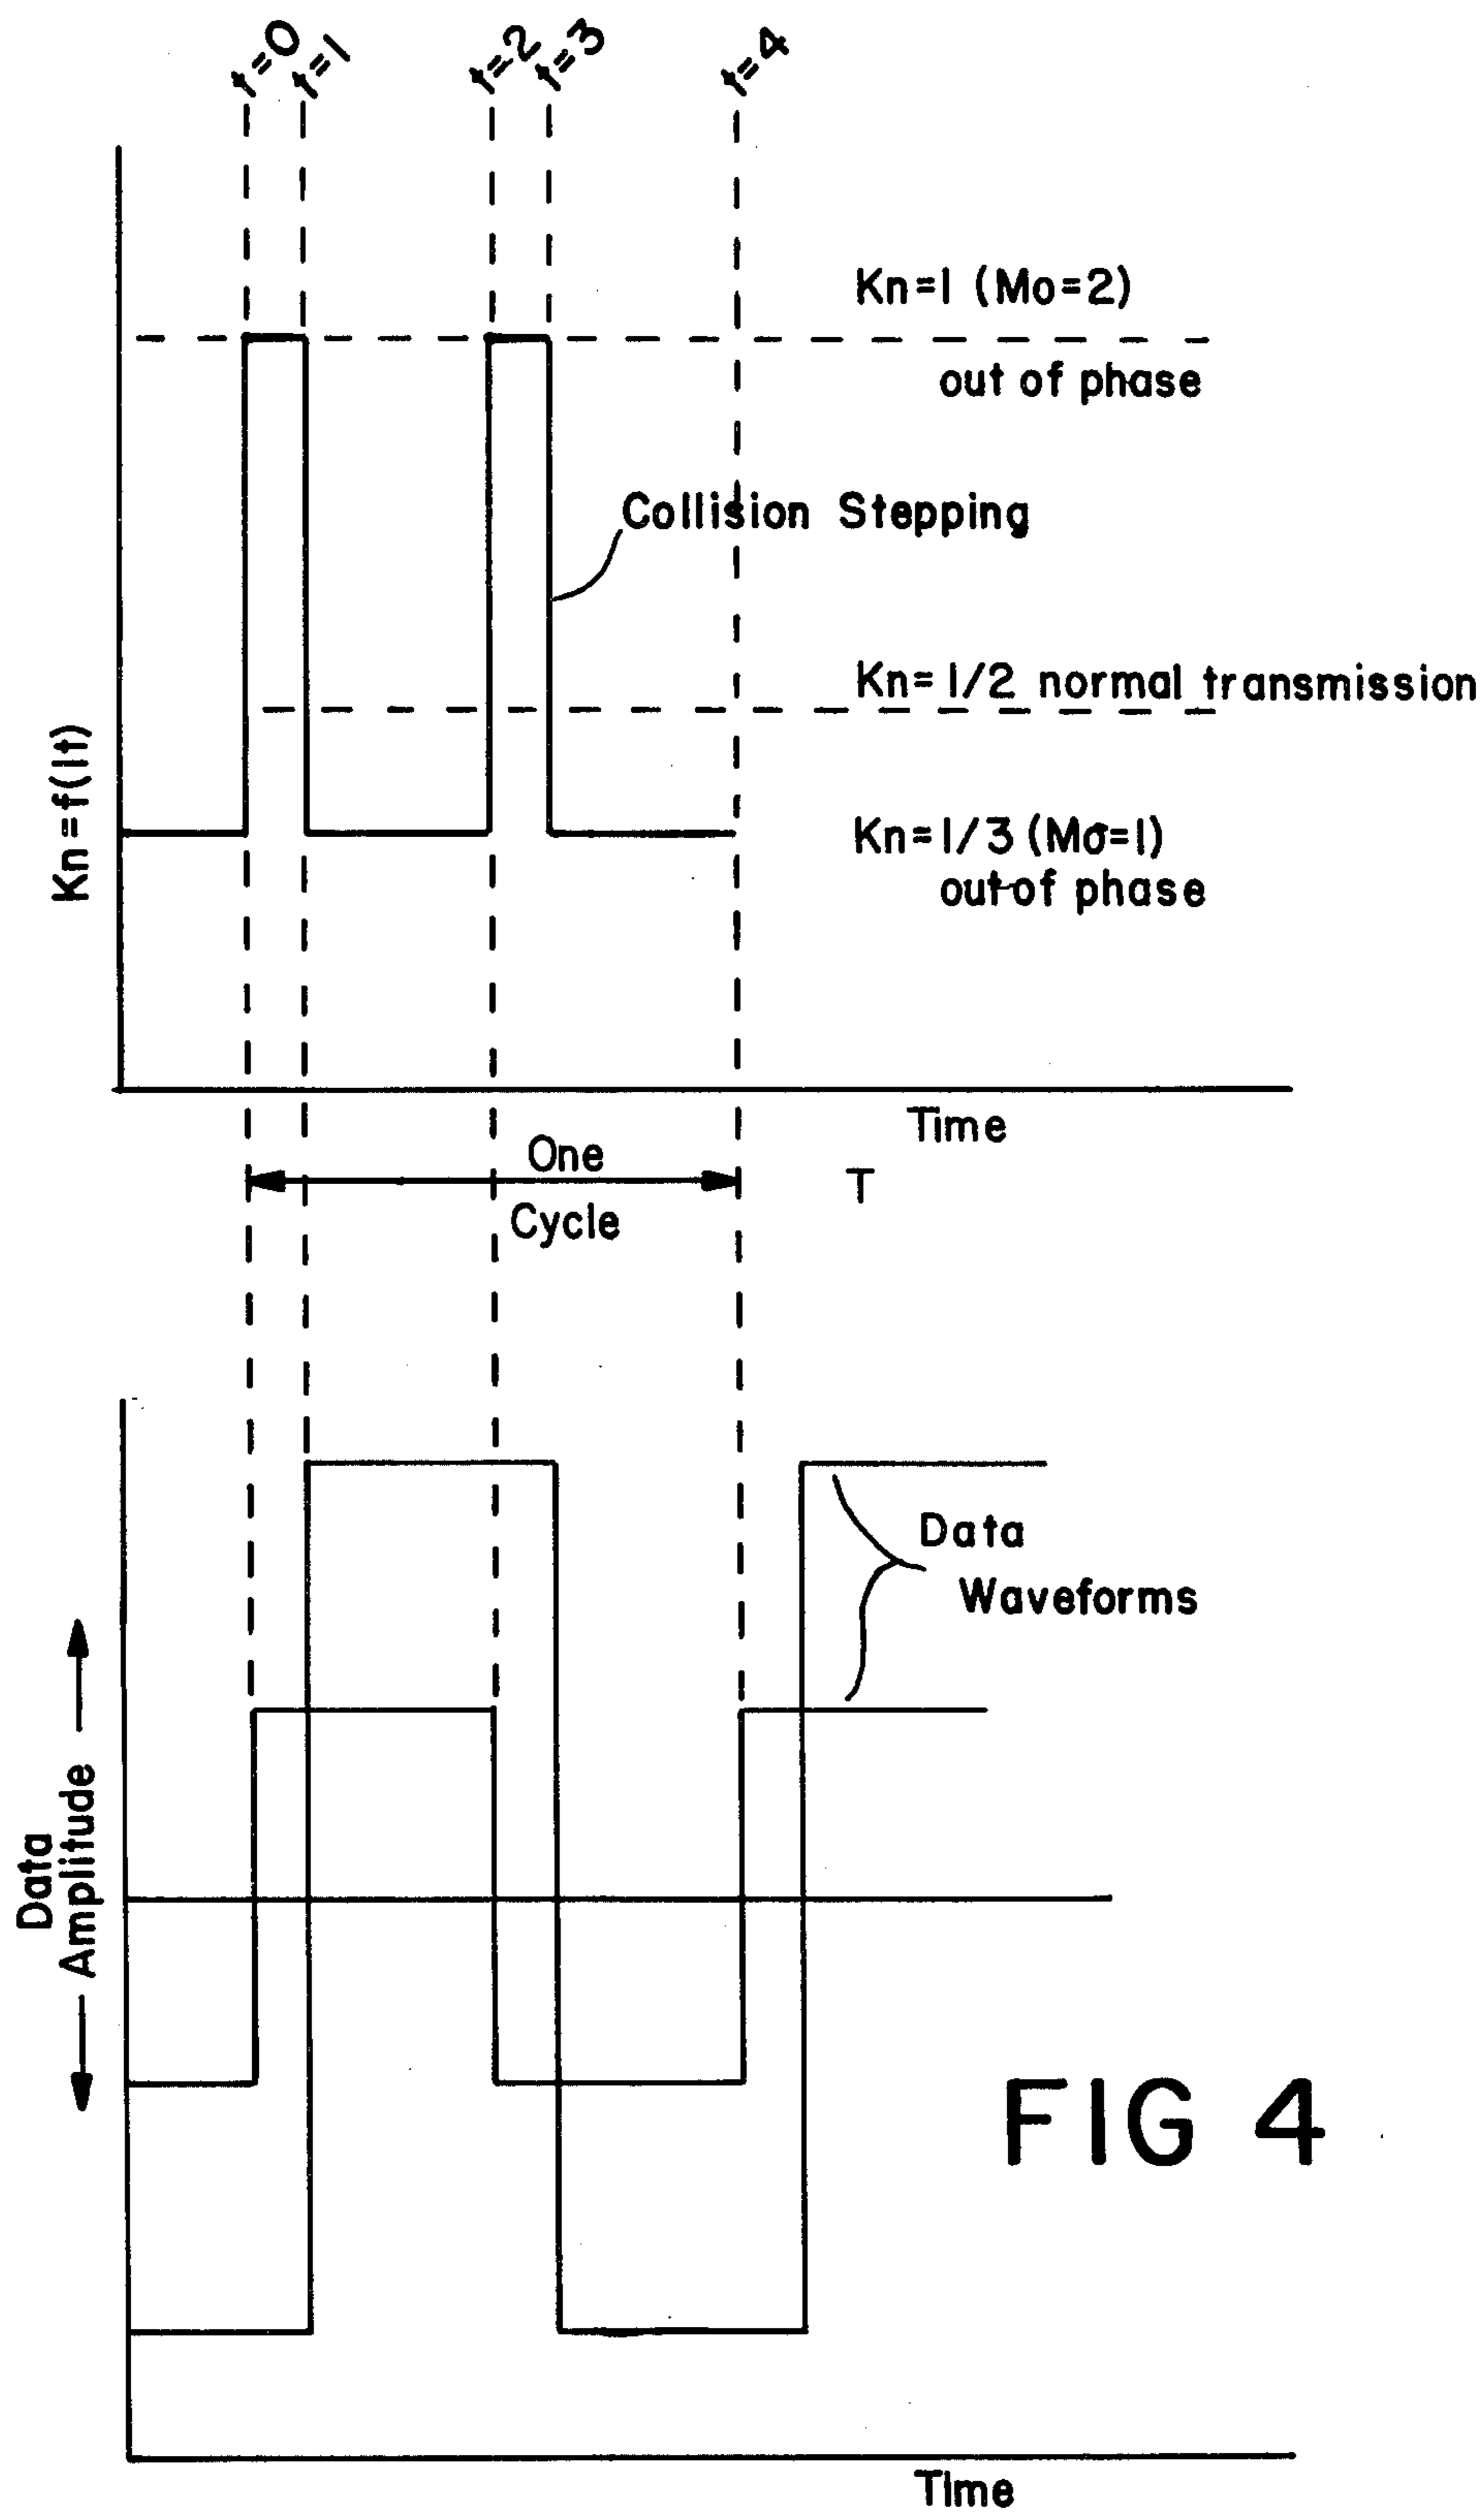 t=0
t=1
t=2
t=3
t=4
Kn=1 (Mo=2)
out of phase
Collision Stepping
Kn=1/2 normal transmission
Kn=f(It)
Kn=1/3 (Mo=1)
out of phase
Time
One
Cycle
T
Data
Waveforms
Data
Amplitude
FIG 4
Time